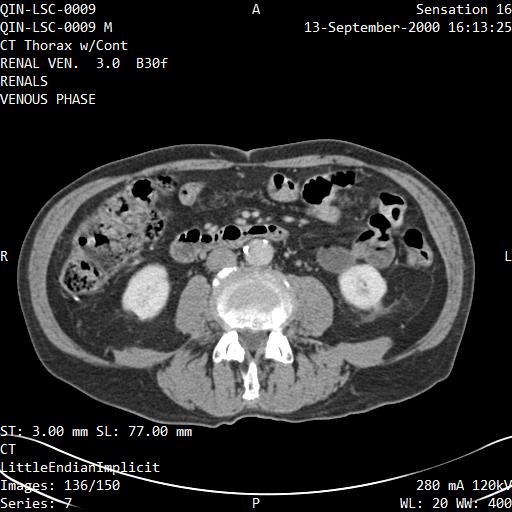 QIN-LSC-0009
A
Sensation 16
QIN-LSC-0009 M
13-September-2000 16:13:25
CT Thorax w/Cont
RENAL VEN.  3.0  B30f
RENALS
VENOUS PHASE
R
L
ST: 3.00 mm SL: 77.00 mm
CT
LittleEndianImplicit
Images: 136/150
280 mA 120kV
Series: 7
P
WL: 20 WW: 400